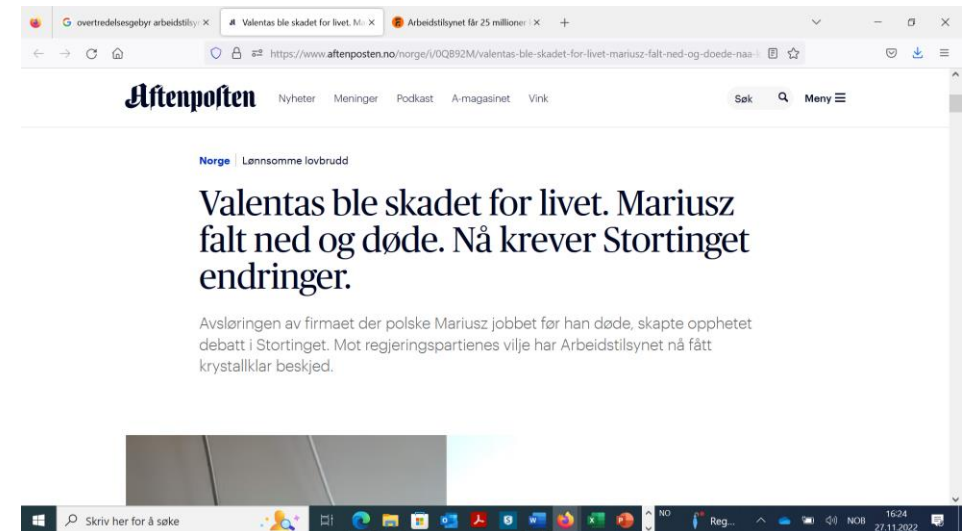 overtredelsesgebyr arbeidstilsy
Valentas ble skadet for livet. Ma
Arbeidstilsynet får 25 millioner i
https://www.aftenposten.no/norge/i/0QB92M/valentas-ble-skadet-for-livet-mariusz-falt-ned-og-doede-naa-k
Aftenposten Nyheter Meninger Podkast A-magasinet Vink Søk Meny
Norge Lønnsomme lovbrudd
Valentas ble skadet for livet. Mariusz
falt ned og døde. Nå krever Stortinget
endringer.
Avsløringen av firmaet der polske Mariusz jobbet før han døde, skapte opphetet
debatt i Stortinget. Mot regjeringspartienes vilje har Arbeidstilsynet nå fått
krystallklar beskjed.
Skriv her for å søke
NO
Reg...
NOB
16:24
27.11.2022